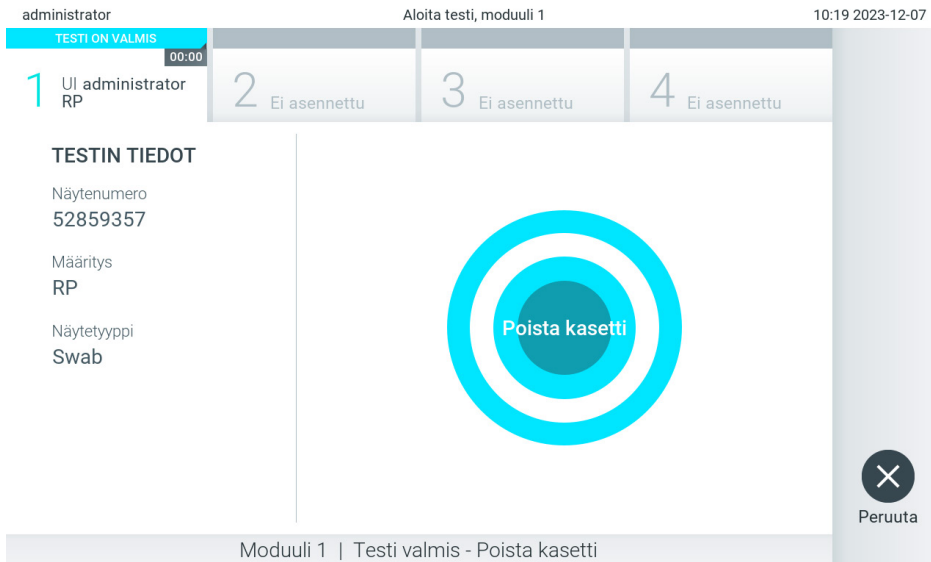 administrator
Aloita testi, moduuli 1
10:19 2023-12-07
TESTI ON VALMIS
00:00
1
UI administrator
RP
2 Ei asennettu
3 Ei asennettu
4 Ei asennettu
TESTIN TIEDOT
Näytenumero
52859357
Määritys
RP
Näytetyyppi
Swab
Poista kasetti
Peruuta
Moduuli 1 | Testi valmis - Poista kasetti